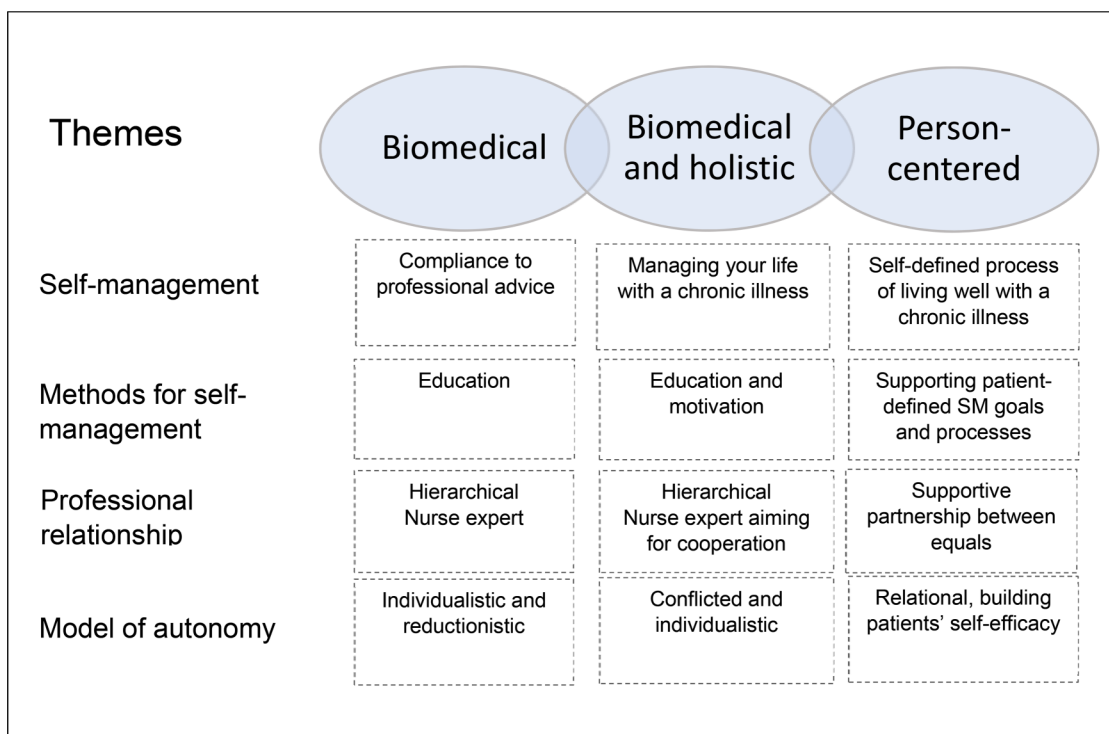 Themes
Biomedical
Biomedical
and holistic
Person-
centered
Self-management
Compliance to
professional advice
Managing your life
with a chronic illness
Self-defined process
of living well with a
chronic illness
Methods for self-
management
Education
Education and
motivation
Supporting patient-
defined SM goals
and processes
Professional
relationship
Hierarchical
Nurse expert
Hierarchical
Nurse expert aiming
for cooperation
Supportive
partnership between
equals
Model of autonomy
Individualistic and
reductionistic
Conflicted and
individualistic
Relational, building
patients’ self-efficacy